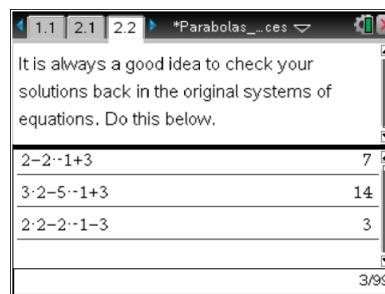 1.1 2.1 2.2 *Parabolas_…ces
It is always a good idea to check your
solutions back in the original systems of
equations. Do this below.
2−2·-1+3 7
3·2−5·-1+3 14
2·2−2·-1−3 3
3/99